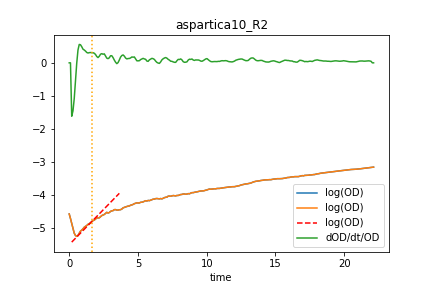 aspartica10_R2
0
−1
−2
−3
−4
−5
log(OD)
log(OD)
log(OD)
dOD/dt/OD
0 5 10 15 20
time